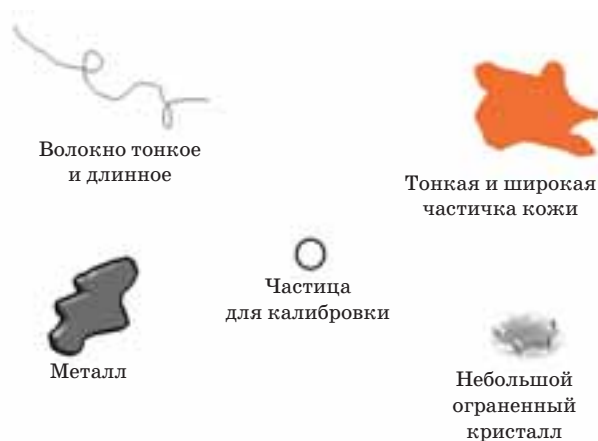 Волокно тонкое
и длинное
Тонкая и широкая
частичка кожи
Частица
для калибровки
Металл
Небольшой
ограненный
кристалл